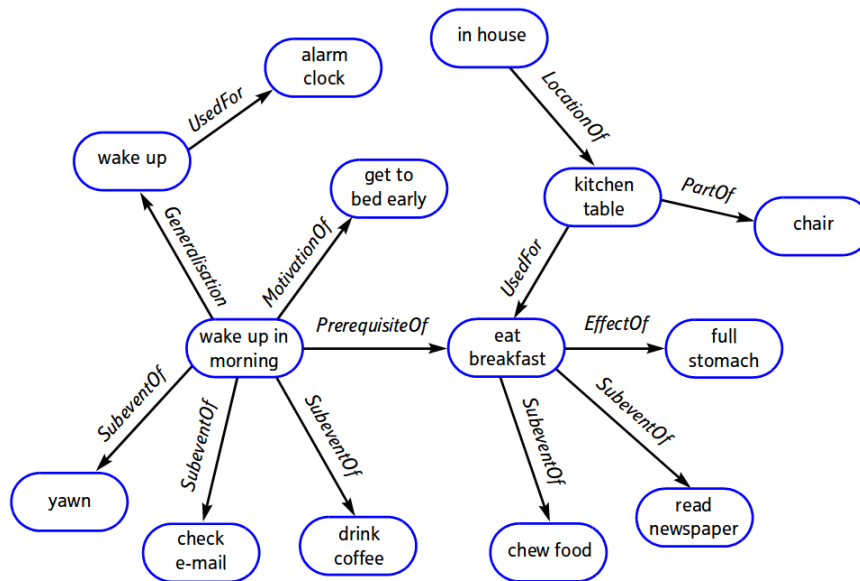 in house
alarm
clock
LocationOf
UsedFor
wake up
get to
bed early
kitchen
table
PartOf
chair
Generalisation
MotivationOf
UsedFor
wake up in
morning
PrerequisiteOf
eat
breakfast
EffectOf
full
stomach
SubeventOf
SubeventOf
SubeventOf
SubeventOf
SubeventOf
yawn
check
e-mail
drink
coffee
chew food
read
newspaper